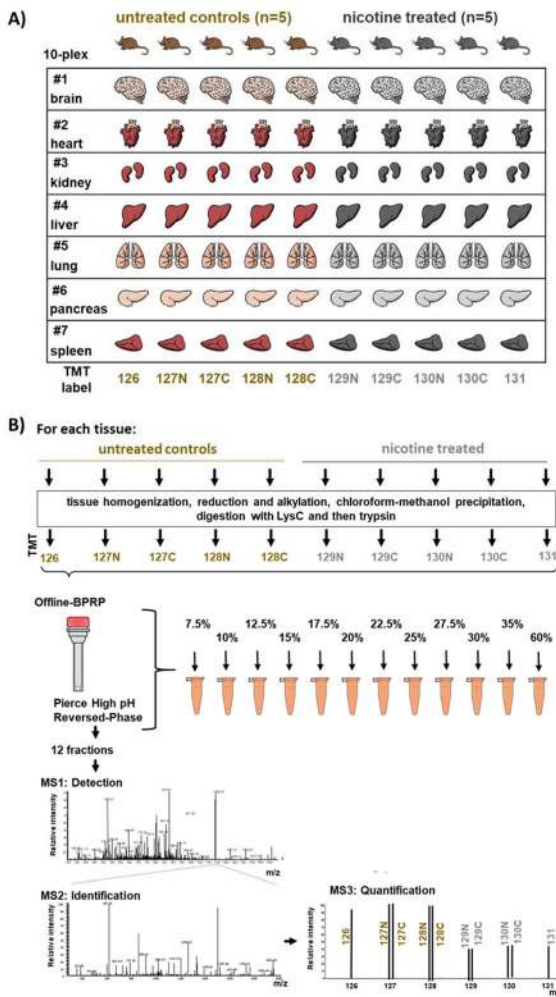 A)
untreated controls (n=5) nicotine treated (n=5)
10-plex
#1
brain
#2
heart
#3
kidney
#4
liver
#5
lung
#6
pancreas
#7
spleen
TMT
label
126 127N 127C 128N 128C 129N 129C 130N 130C 131
B) For each tissue:
untreated controls nicotine treated
tissue homogenization, reduction and alkylation, chloroform-methanol precipitation,
digestion with LysC and then trypsin
TMT
126 127N 127C 128N 128C 129N 129C 130N 130C 131
Offline-BPRP
7.5% 12.5% 17.5% 22.5% 27.5% 35%
10% 15% 20% 25% 30% 60%
Pierce High pH
Reversed-Phase
12 fractions
MS1: Detection
Relative intensity
m/z
MS2: Identification
Relative intensity
m/z
MS3: Quantification
Relative intensity
126 127N 127C 128N 128C 129N 129C 130N 130C 131
126 127 128 129 130 131